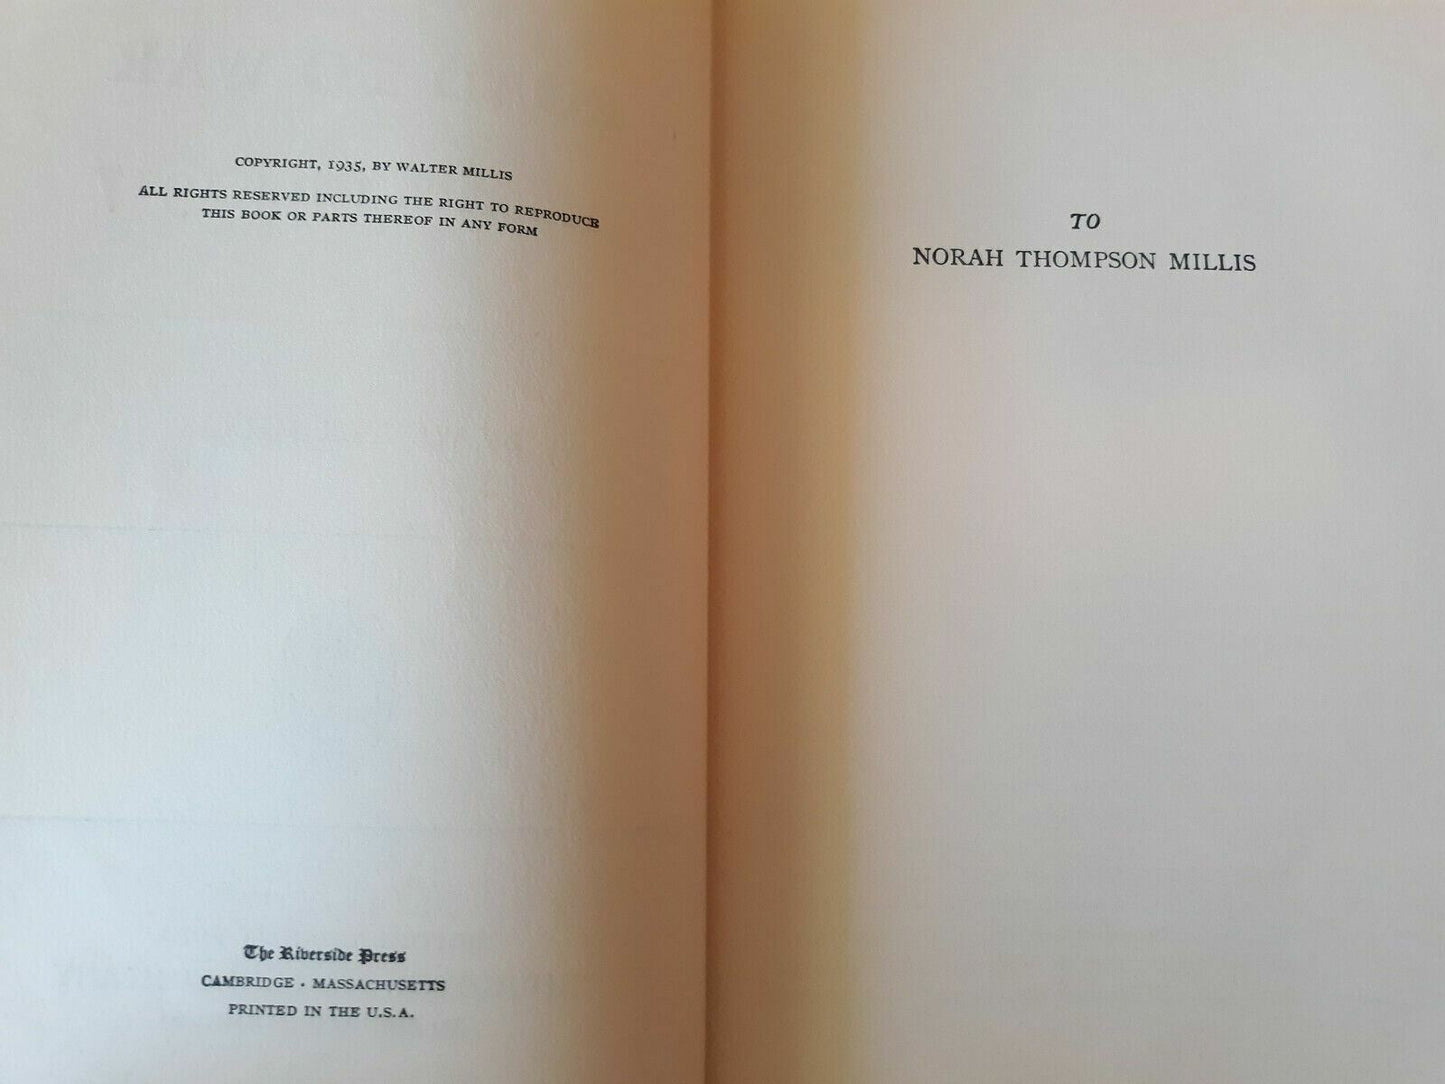 COPYRIGHT, 1935, BY WALTER MILLIS
ALL RIGHTS RESERVED INCLUDING THE RIGHT TO REPRODUCE
THIS BOOK OR PARTS THEREOF IN ANY FORM
The Riverside Press
CAMBRIDGE · MASSACHUSETTS
PRINTED IN THE U.S.A.
TO
NORAH THOMPSON MILLIS